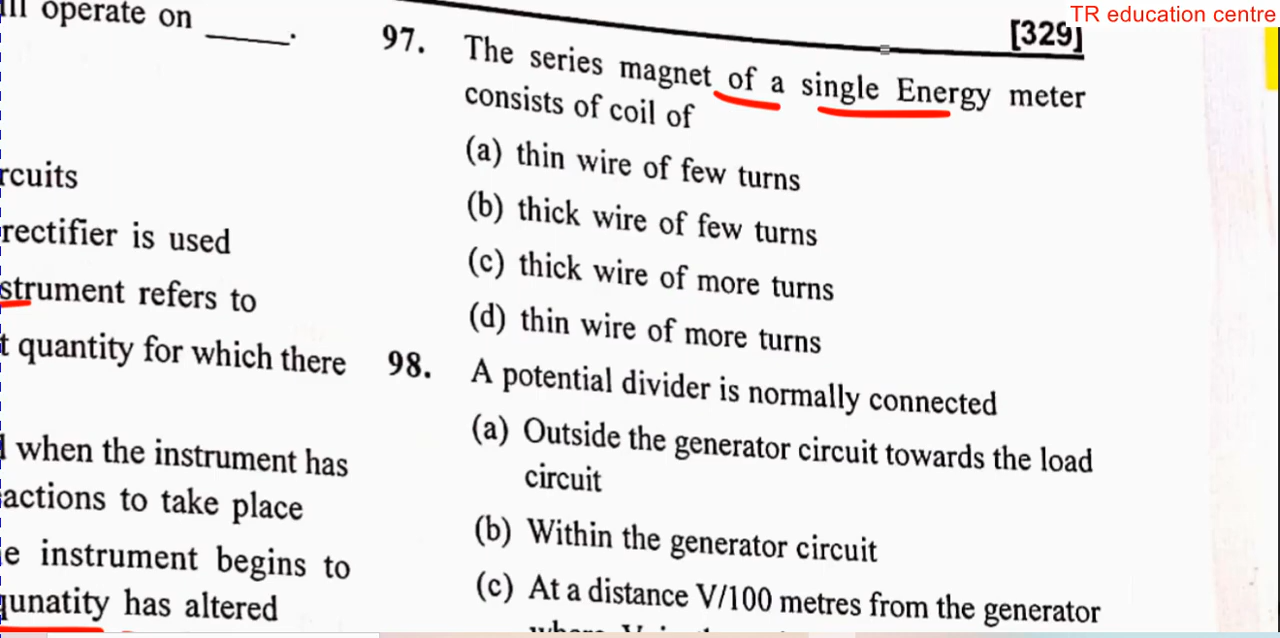 TR education centre
[329]
ill operate on ____.
rcuits
rectifier is used
strument refers to
t quantity for which there
when the instrument has
actions to take place
e instrument begins to
qunatity has altered
97. The series magnet of a single Energy meter
consists of coil of
(a) thin wire of few turns
(b) thick wire of few turns
(c) thick wire of more turns
(d) thin wire of more turns
98. A potential divider is normally connected
(a) Outside the generator circuit towards the load
circuit
(b) Within the generator circuit
(c) At a distance V/100 metres from the generator